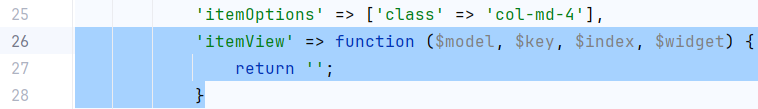 25 'itemOptions' => ['class' => 'col-md-4'],
26 'itemView' => function ($model, $key, $index, $widget) {
27 return '';
28 }